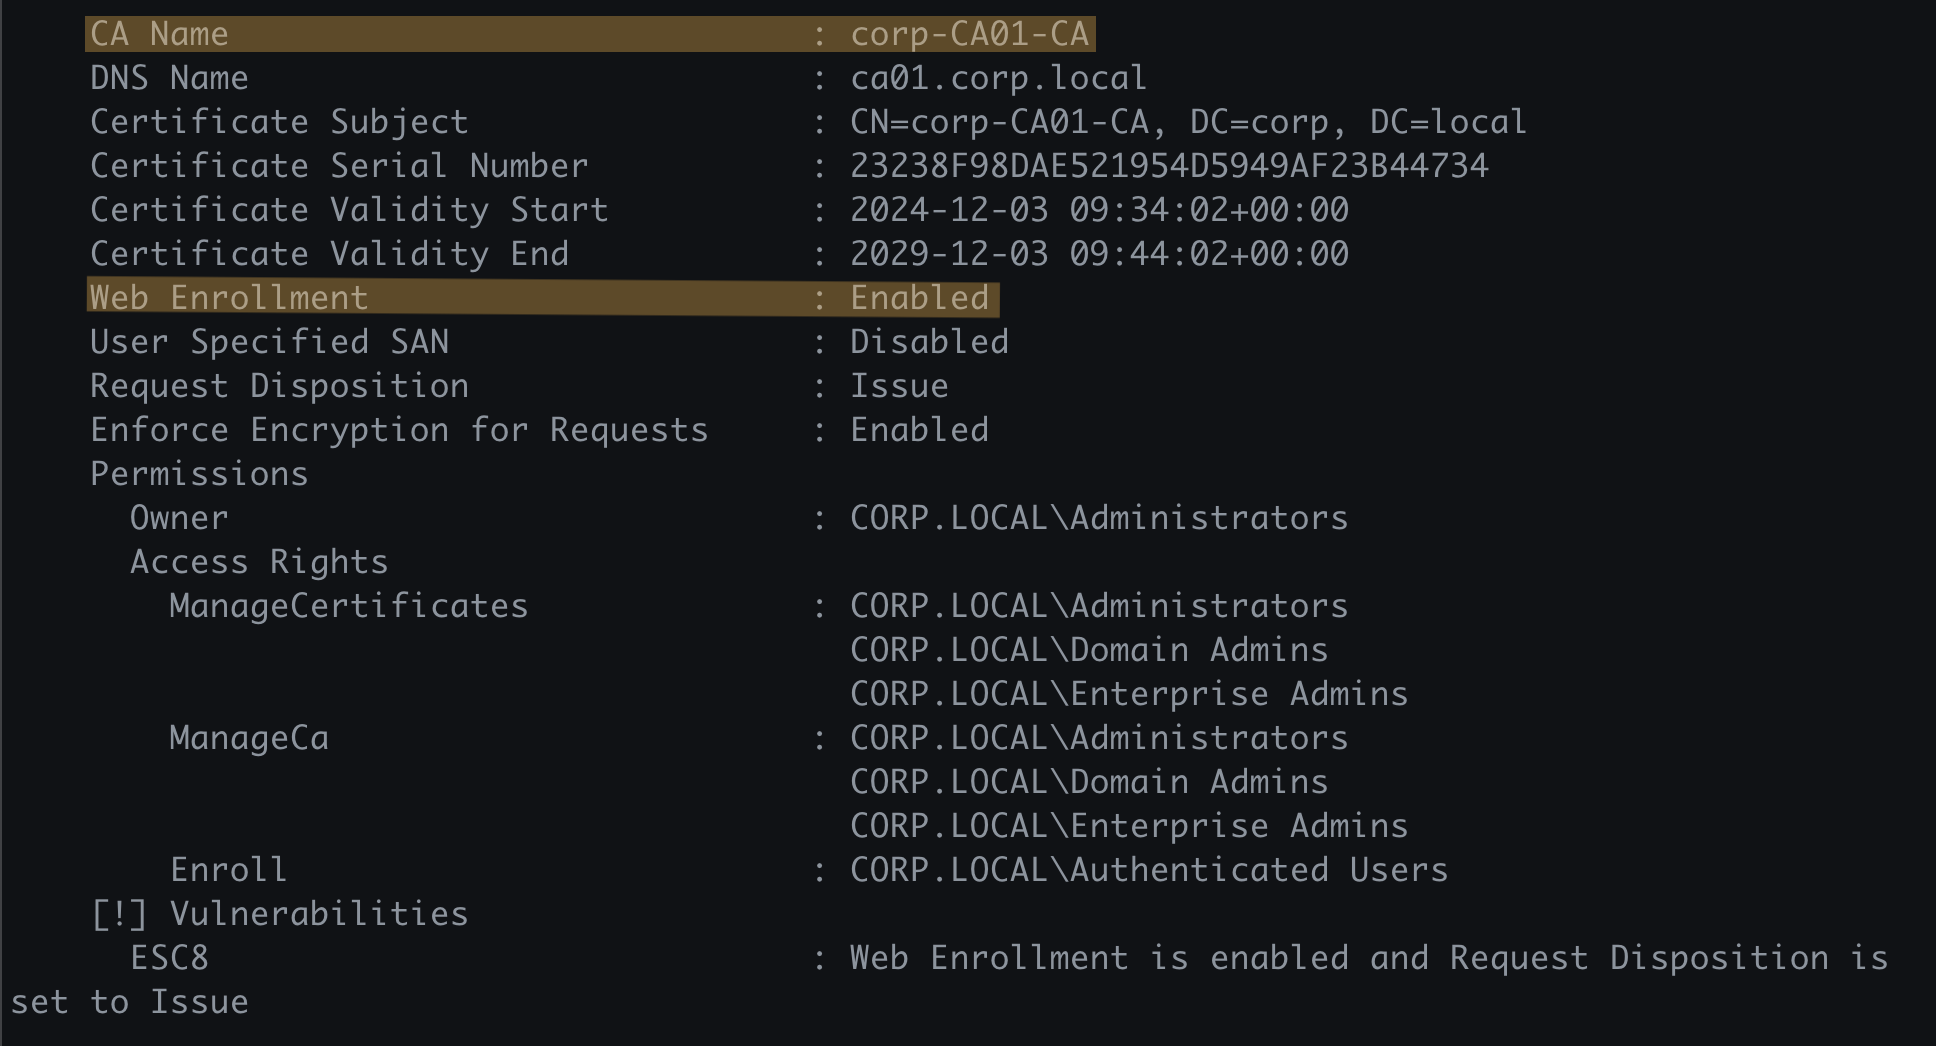 CA Name : corp-CA01-CA
DNS Name : ca01.corp.local
Certificate Subject : CN=corp-CA01-CA, DC=corp, DC=local
Certificate Serial Number : 23238F98DAE521954D5949AF23B44734
Certificate Validity Start : 2024-12-03 09:34:02+00:00
Certificate Validity End : 2029-12-03 09:44:02+00:00
Web Enrollment : Enabled
User Specified SAN : Disabled
Request Disposition : Issue
Enforce Encryption for Requests : Enabled
Permissions
Owner : CORP.LOCAL\Administrators
Access Rights
ManageCertificates : CORP.LOCAL\Administrators
CORP.LOCAL\Domain Admins
CORP.LOCAL\Enterprise Admins
ManageCa : CORP.LOCAL\Administrators
CORP.LOCAL\Domain Admins
CORP.LOCAL\Enterprise Admins
Enroll : CORP.LOCAL\Authenticated Users
[!] Vulnerabilities
ESC8 : Web Enrollment is enabled and Request Disposition is
set to Issue